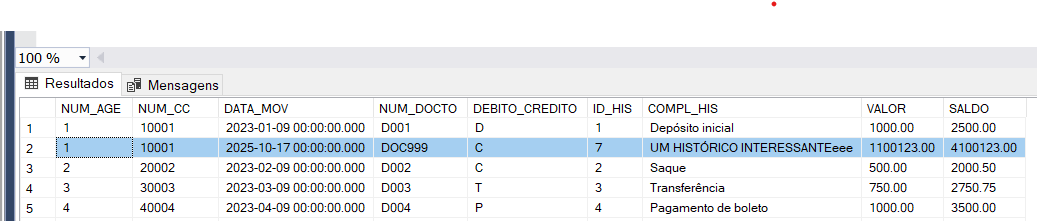 100 %
Resultados Mensagens
NUM_AGE NUM_CC DATA_MOV NUM_DOCTO DEBITO_CREDITO ID_HIS COMPL_HIS VALOR SALDO
1 1 10001 2023-01-09 00:00:00.000 D001 D 1 Depósito inicial 1000.00 2500.00
2 1 10001 2025-10-17 00:00:00.000 DOC999 C 7 UM HISTÓRICO INTERESSANTEeee 1100123.00 4100123.00
3 2 20002 2023-02-09 00:00:00.000 D002 C 2 Saque 500.00 2000.50
4 3 30003 2023-03-09 00:00:00.000 D003 T 3 Transferência 750.00 2750.75
5 4 40004 2023-04-09 00:00:00.000 D004 P 4 Pagamento de boleto 1000.00 3500.00